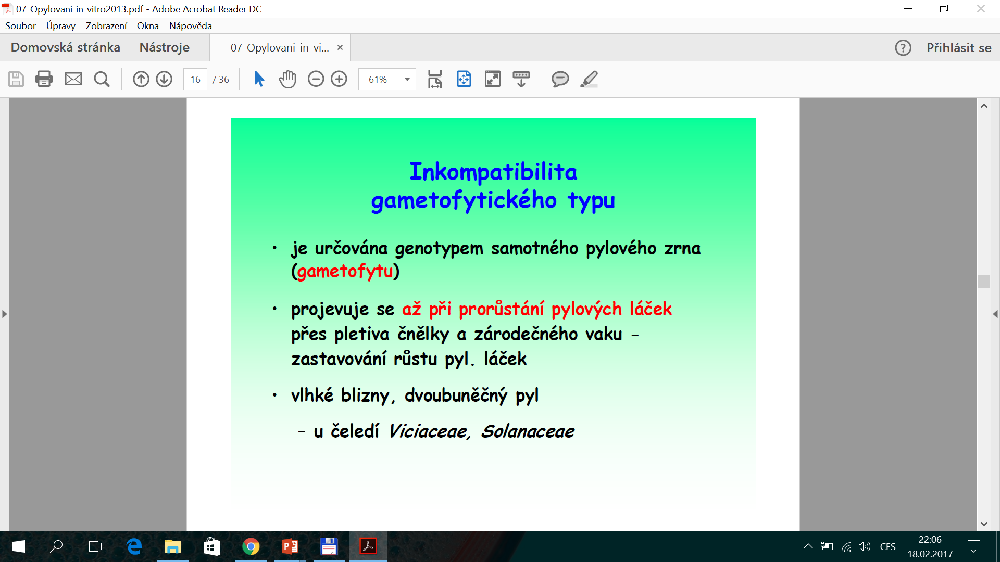 07_Opylovani_in_vitro2013.pdf - Adobe Acrobat Reader DC
Soubor Úpravy Zobrazení Okna Nápověda
Domovská stránka Nástroje 07_Opylovani_in_vi... × ? Přihlásit se
16 / 36 61%
Inkompatibilita
gametofytického typu
• je určována genotypem samotného pylového zrna
(gametofytu)
• projevuje se až při prorůstání pylových láček
přes pletiva čnělky a zárodečného vaku -
zastavování růstu pyl. láček
• vlhké blizny, dvoubuněčný pyl
- u čeledí Viciaceae, Solanaceae
CES
22:06
18.02.2017